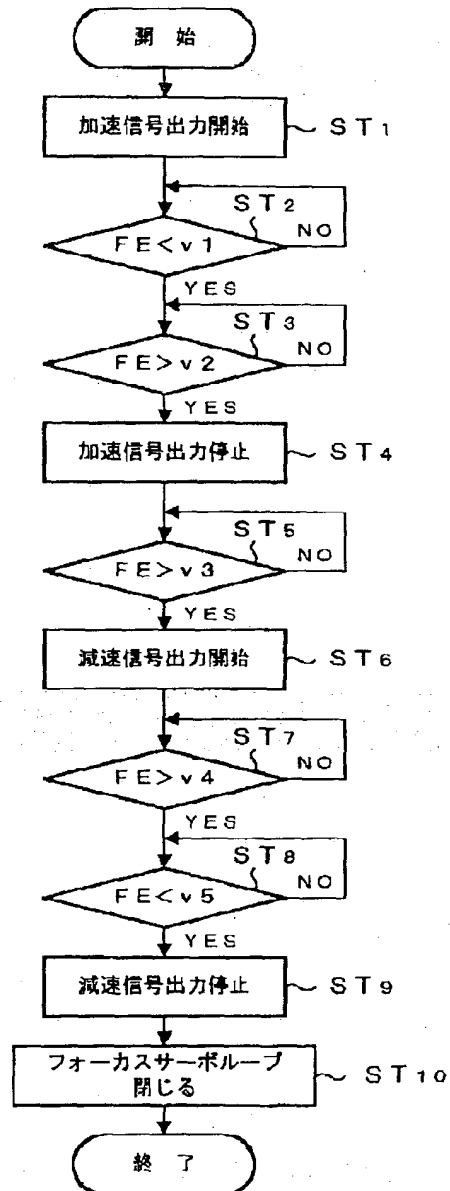 開 始
加速信号出力開始 ST1
ST2
FE<v1 NO
YES
ST3
FE>v2 NO
YES
加速信号出力停止 ST4
ST5
FE>v3 NO
YES
減速信号出力開始 ST6
ST7
FE>v4 NO
YES
ST8
FE<v5 NO
YES
減速信号出力停止 ST9
フォーカスサーボループ
閉じる ST10
終 了